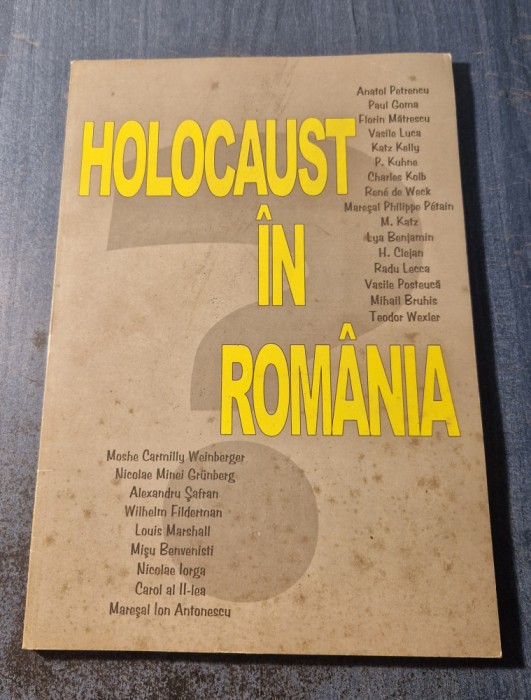 Anatol Petrencu
Paul Goma
Florin Mătrescu
Vasile Luca
Katz Kelly
P. Kuhne
Charles Kolb
René de Weck
Mareşal Philippe Pétain
M. Katz
Lya Benjamin
H. Clejan
Radu Lecca
Vasile Posteucă
Mihail Bruhis
Teodor Wexler
HOLOCAUST
ÎN
ROMÂNIA
?
Moshe Carmilly Weinberger
Nicolae Minei Grünberg
Alexandru Şafran
Wilhelm Filderman
Louis Marshall
Mişu Benvenisti
Nicolae Iorga
Carol al II-lea
Mareşal Ion Antonescu